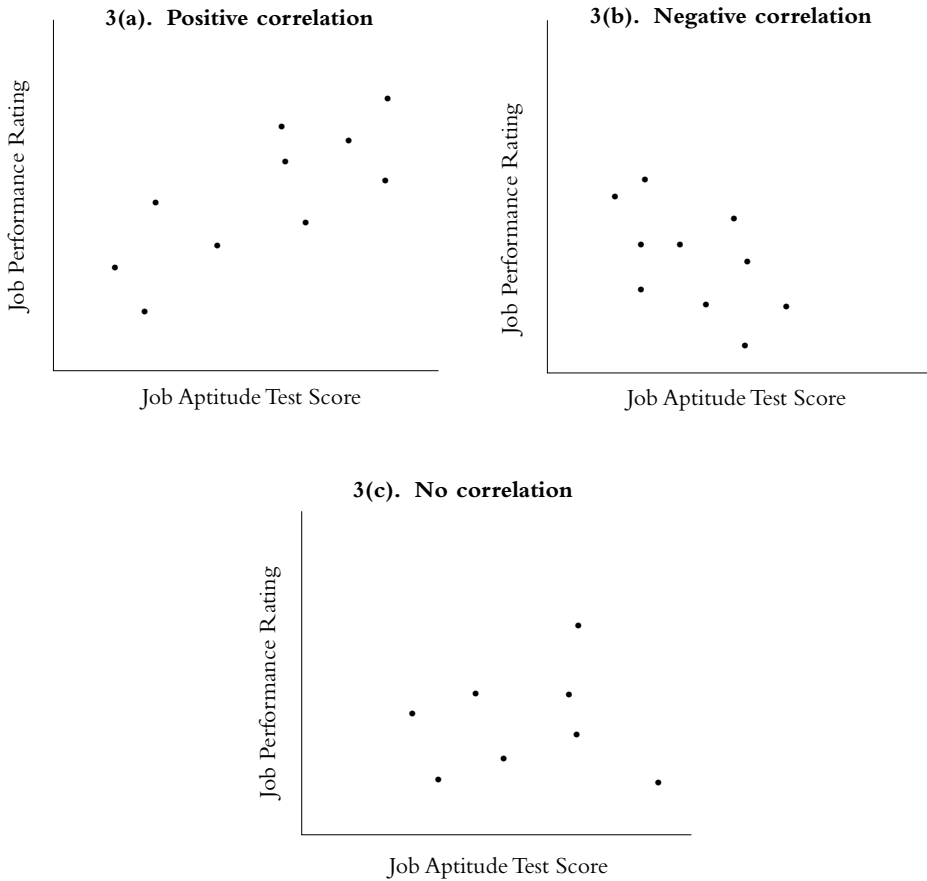 3(a). Positive correlation
Job Performance Rating
Job Aptitude Test Score
3(b). Negative correlation
Job Performance Rating
Job Aptitude Test Score
3(c). No correlation
Job Performance Rating
Job Aptitude Test Score